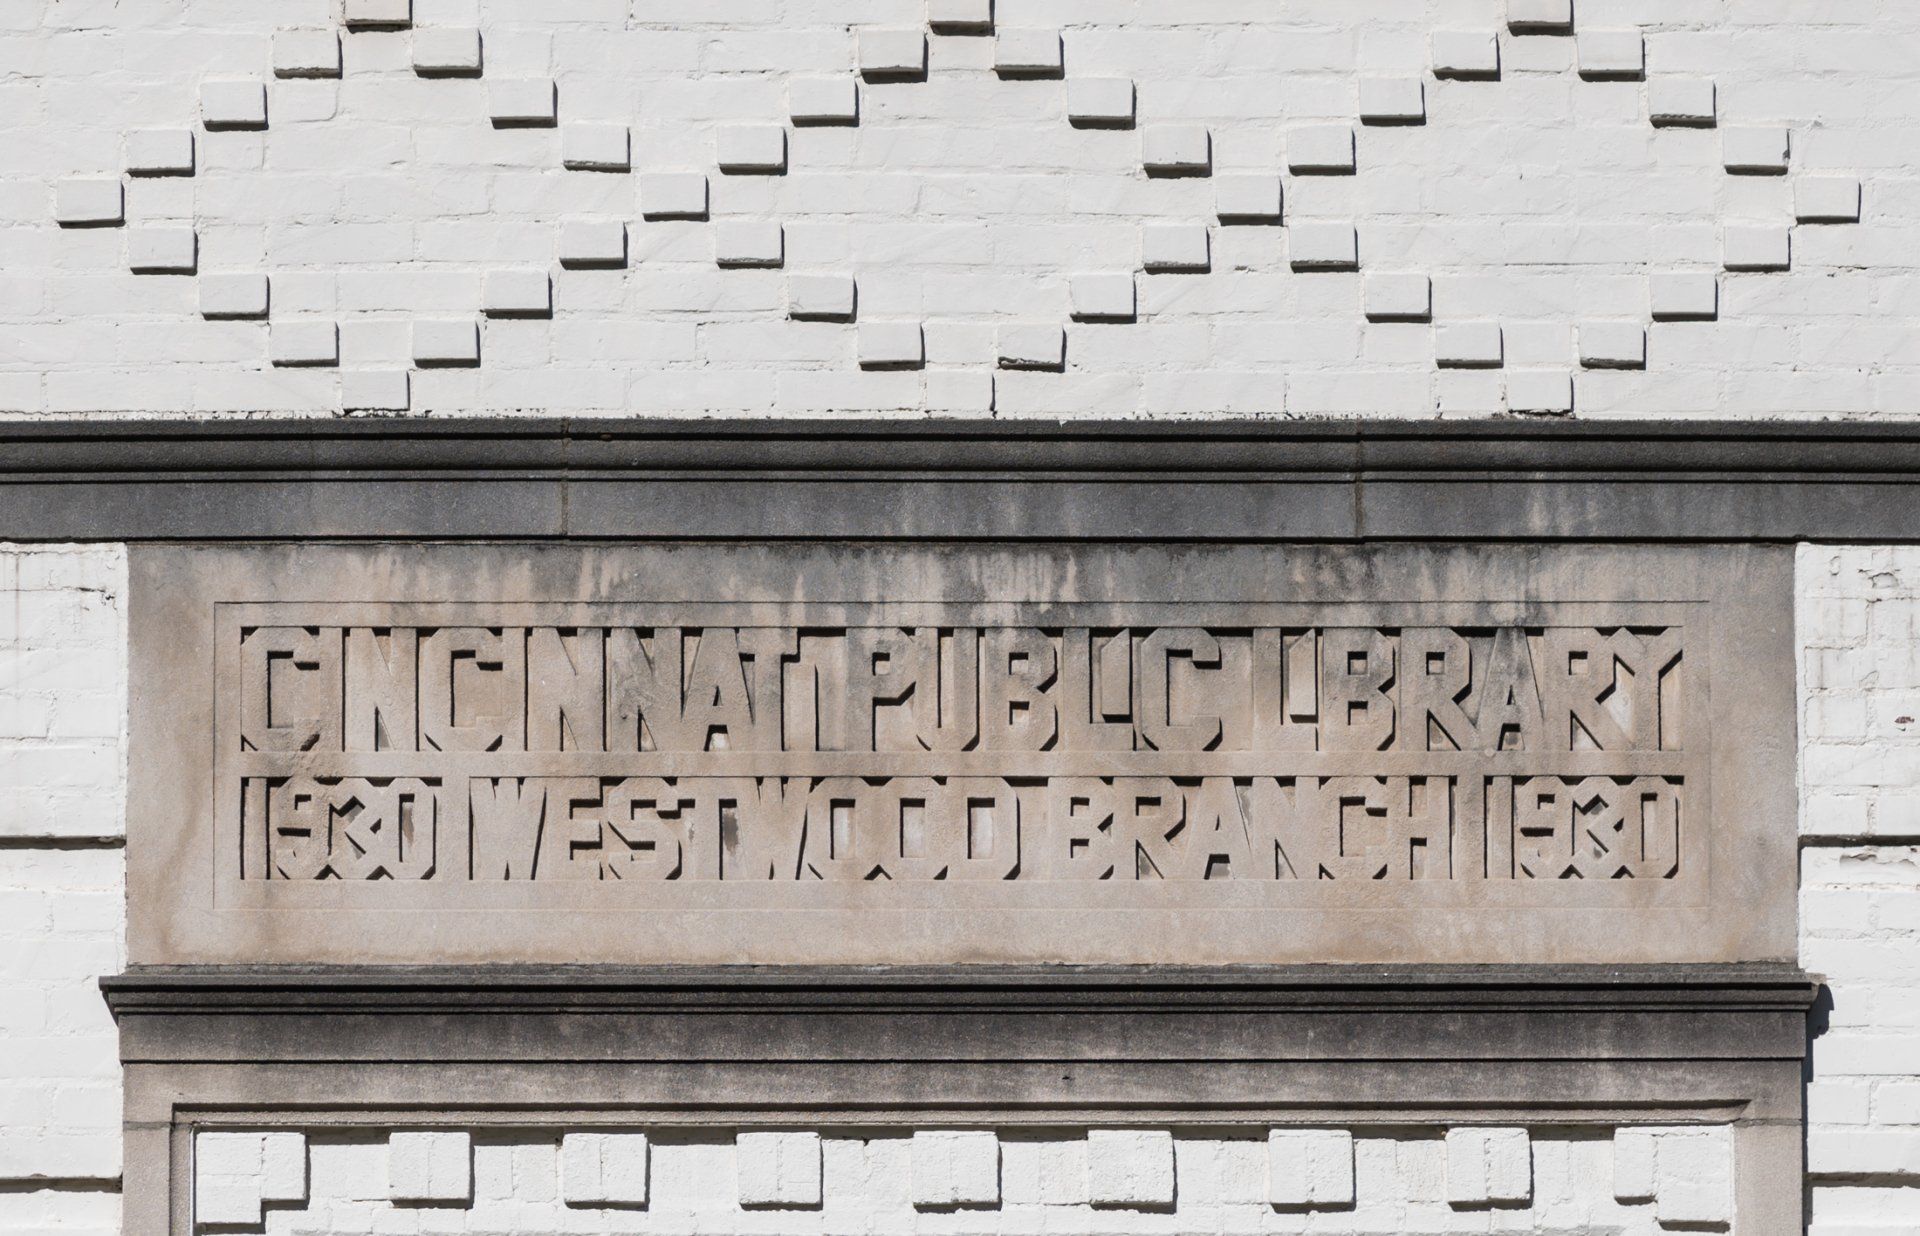 CINCINNATI PUBLIC LIBRARY
1930 WESTWOOD BRANCH 1930